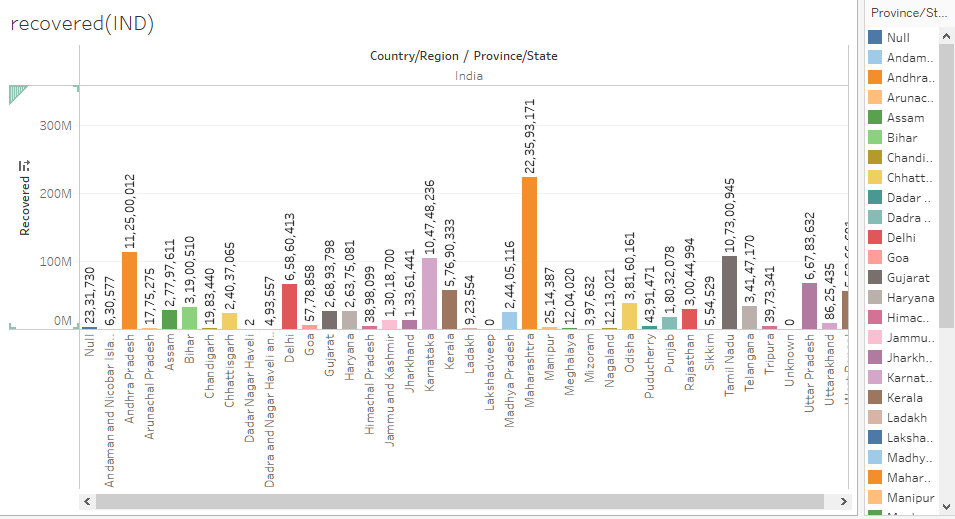 recovered(IND)
Country/Region / Province/State
India
Recovered
300M
200M
100M
0M
23,31,730
6,30,577
11,25,00,012
17,75,275
2,77,97,611
3,19,00,510
19,83,440
2,40,37,065
2
4,93,557
6,58,60,413
57,78,858
2,68,93,798
2,63,75,081
38,98,099
1,30,18,700
1,33,61,441
10,47,48,236
5,76,90,333
9,23,554
0
2,44,05,116
22,35,93,171
25,14,387
12,04,020
3,97,632
12,13,021
3,81,60,161
43,91,471
1,80,32,078
3,00,44,994
5,54,529
10,73,00,945
3,41,47,170
39,73,341
0
6,67,83,632
86,25,435
Null
Andaman and Nicobar Isla..
Andhra Pradesh
Arunachal Pradesh
Assam
Bihar
Chandigarh
Chhattisgarh
Dadar Nagar Haveli
Dadra and Nagar Haveli an..
Delhi
Goa
Gujarat
Haryana
Himachal Pradesh
Jammu and Kashmir
Jharkhand
Karnataka
Kerala
Ladakh
Lakshadweep
Madhya Pradesh
Maharashtra
Manipur
Meghalaya
Mizoram
Nagaland
Odisha
Puducherry
Punjab
Rajasthan
Sikkim
Tamil Nadu
Telangana
Tripura
Unknown
Uttar Pradesh
Uttarakhand
Province/St...
Null
Andam..
Andhra..
Arunac..
Assam
Bihar
Chandi..
Chhatt..
Dadar ..
Dadra ..
Delhi
Goa
Gujarat
Haryana
Himac..
Jammu..
Jharkh..
Karnat..
Kerala
Ladakh
Laksha..
Madhy..
Mahar..
Manipur